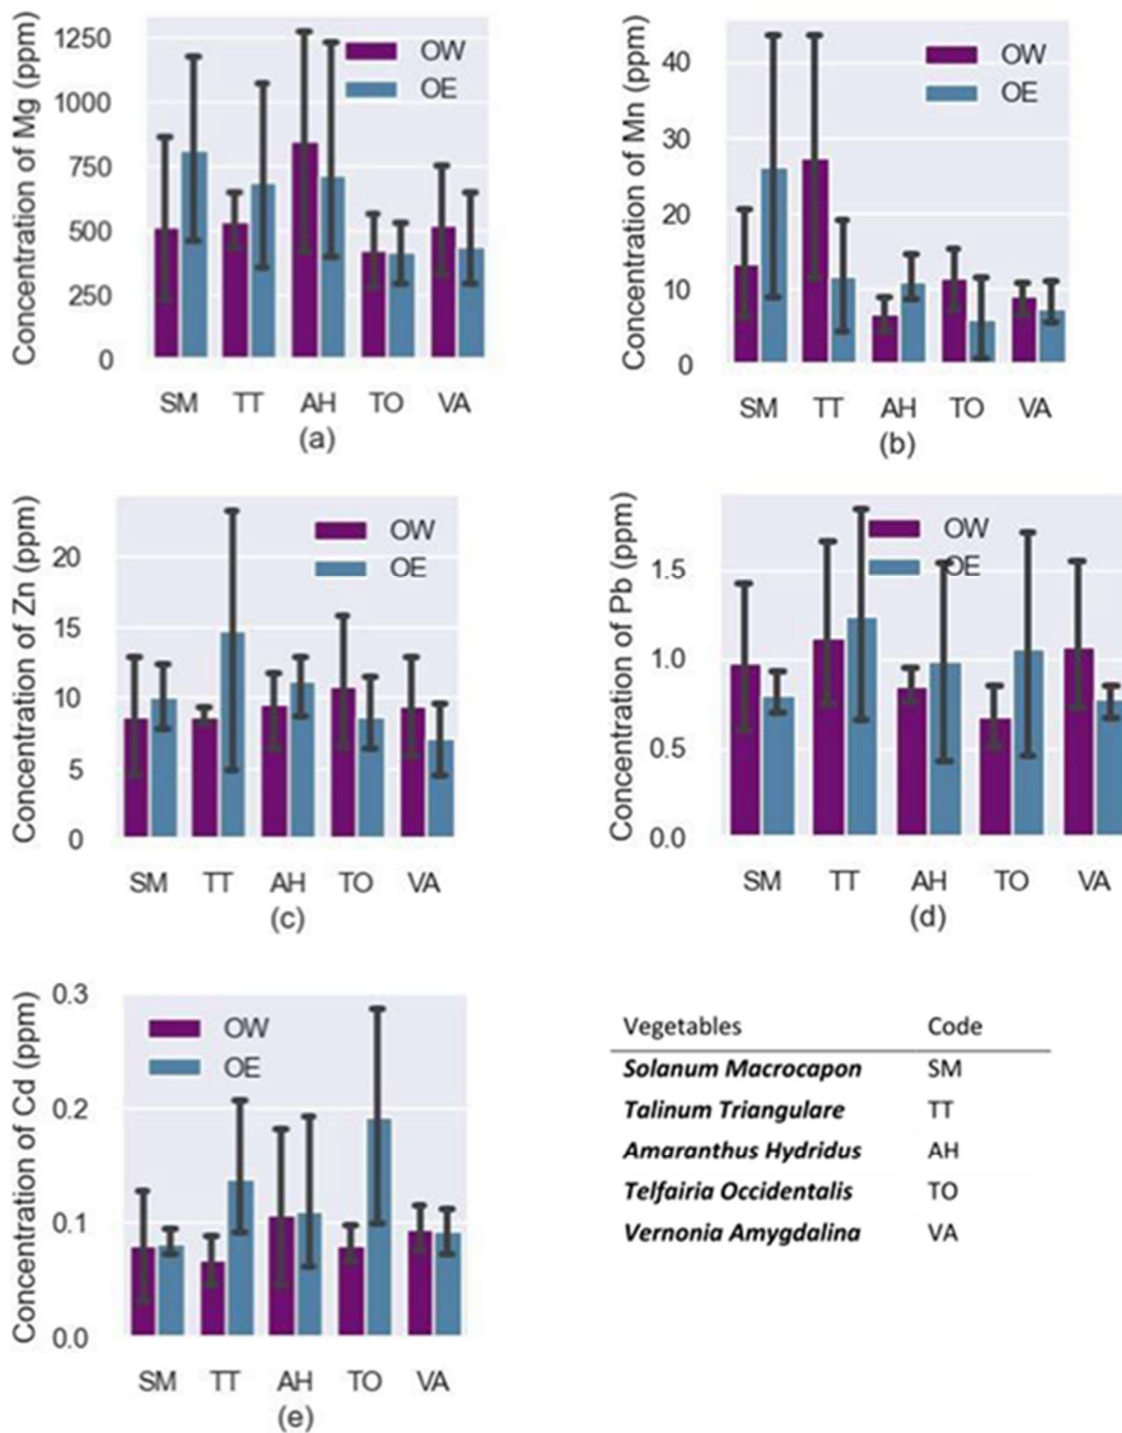 Concentration of Mg (ppm)
1250
1000
750
500
250
0
OW
OE
SM TT AH TO VA
(a)
Concentration of Mn (ppm)
40
30
20
10
0
OW
OE
SM TT AH TO VA
(b)
Concentration of Zn (ppm)
20
15
10
5
0
OW
OE
SM TT AH TO VA
(c)
Concentration of Pb (ppm)
1.5
1.0
0.5
0.0
OW
OE
SM TT AH TO VA
(d)
Concentration of Cd (ppm)
0.3
0.2
0.1
0.0
OW
OE
SM TT AH TO VA
(e)
Vegetables Code
Solanum Macrocapon SM
Talinum Triangulare TT
Amaranthus Hydridus AH
Telfairia Occidentalis TO
Vernonia Amygdalina VA